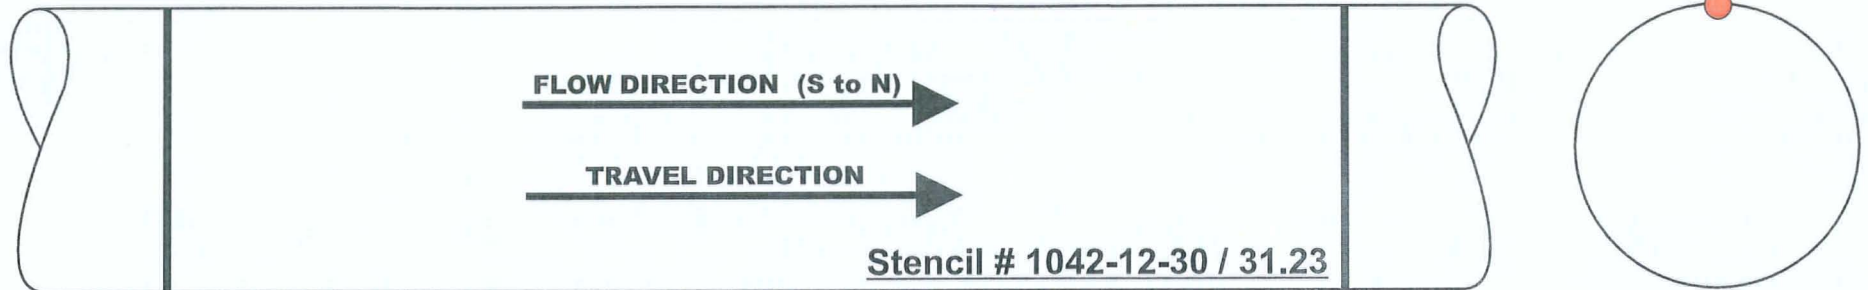 FLOW DIRECTION (S to N)
TRAVEL DIRECTION
Stencil # 1042-12-30 / 31.23